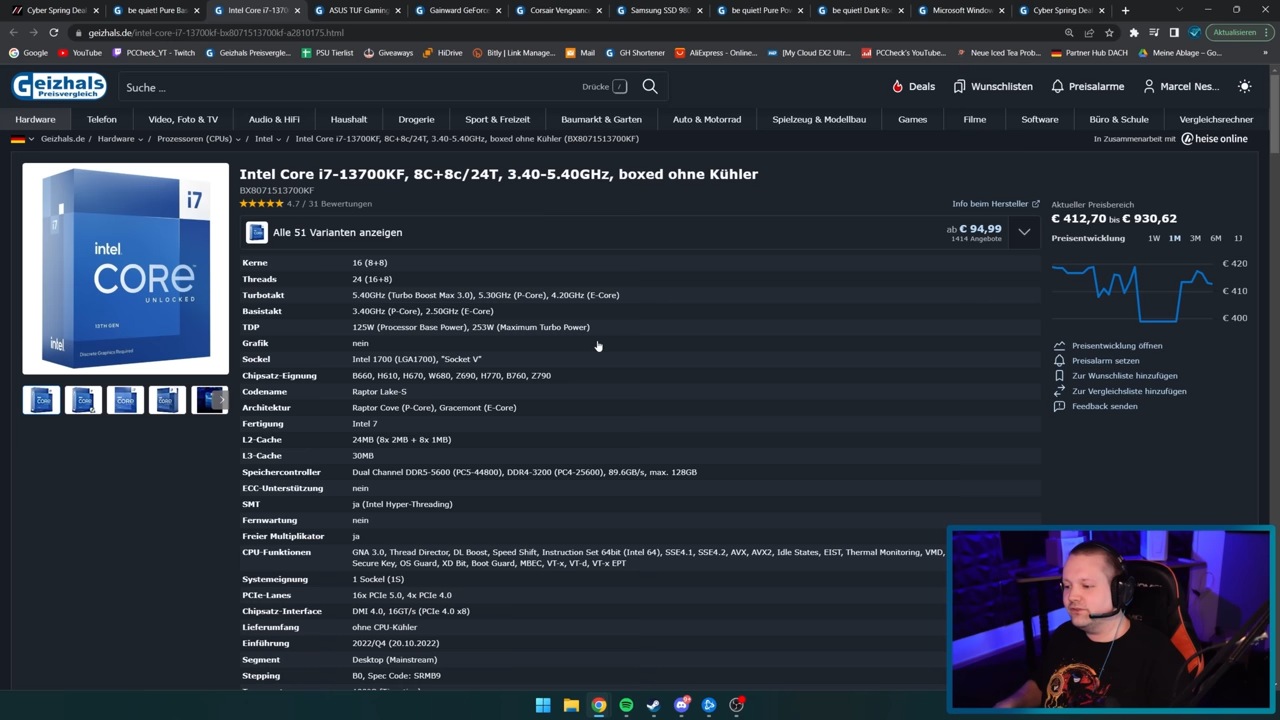 Cyber Spring Dea
be quiet! Pure Bas
Intel Core i7-1370
ASUS TUF Gaming
Gainward GeForce
Corsair Vengeance
Samsung SSD 980
be quiet! Pure Pow
be quiet! Dark Roc
Microsoft Window
Cyber Spring Deal
geizhals.de/intel-core-i7-13700kf-bx8071513700kf-a2810175.html
Aktualisieren
Google
YouTube
PCCheck_YT - Twitch
Geizhals Preisvergle...
PSU Tierlist
Giveaways
HiDrive
Bitly | Link Manage...
Mail
GH Shortener
AliExpress - Online...
[My Cloud EX2 Ultr...
PCCheck's YouTube...
Neue Iced Tea Prob...
Partner Hub DACH
Meine Ablage – Go...
Geizhals
Preisvergleich
Suche ...
Drücke /
Deals
Wunschlisten
Preisalarme
Marcel Nes...
Hardware
Telefon
Video, Foto & TV
Audio & HiFi
Haushalt
Drogerie
Sport & Freizeit
Baumarkt & Garten
Auto & Motorrad
Spielzeug & Modellbau
Games
Filme
Software
Büro & Schule
Vergleichsrechner
Geizhals.de / Hardware / Prozessoren (CPUs) / Intel / Intel Core i7-13700KF, 8C+8c/24T, 3.40-5.40GHz, boxed ohne Kühler (BX8071513700KF)
In Zusammenarbeit mit heise online
Intel Core i7-13700KF, 8C+8c/24T, 3.40-5.40GHz, boxed ohne Kühler
BX8071513700KF
4.7 / 31 Bewertungen
Info beim Hersteller
Alle 51 Varianten anzeigen
ab € 94,99
1414 Angebote
Kerne 16 (8+8)
Threads 24 (16+8)
Turbotakt 5.40GHz (Turbo Boost Max 3.0), 5.30GHz (P-Core), 4.20GHz (E-Core)
Basistakt 3.40GHz (P-Core), 2.50GHz (E-Core)
TDP 125W (Processor Base Power), 253W (Maximum Turbo Power)
Grafik nein
Sockel Intel 1700 (LGA1700), "Socket V"
Chipsatz-Eignung B660, H610, H670, W680, Z690, H770, B760, Z790
Codename Raptor Lake-S
Architektur Raptor Cove (P-Core), Gracemont (E-Core)
Fertigung Intel 7
L2-Cache 24MB (8x 2MB + 8x 1MB)
L3-Cache 30MB
Speichercontroller Dual Channel DDR5-5600 (PC5-44800), DDR4-3200 (PC4-25600), 89.6GB/s, max. 128GB
ECC-Unterstützung nein
SMT ja (Intel Hyper-Threading)
Fernwartung nein
Freier Multiplikator ja
CPU-Funktionen GNA 3.0, Thread Director, DL Boost, Speed Shift, Instruction Set 64bit (Intel 64), SSE4.1, SSE4.2, AVX, AVX2, Idle States, EIST, Thermal Monitoring, VMD,
Secure Key, OS Guard, XD Bit, Boot Guard, MBEC, VT-x, VT-d, VT-x EPT
Systemeignung 1 Sockel (1S)
PCIe-Lanes 16x PCIe 5.0, 4x PCIe 4.0
Chipsatz-Interface DMI 4.0, 16GT/s (PCIe 4.0 x8)
Lieferumfang ohne CPU-Kühler
Einführung 2022/Q4 (20.10.2022)
Segment Desktop (Mainstream)
Stepping B0, Spec Code: SRMB9
Aktueller Preisbereich
€ 412,70 bis € 930,62
Preisentwicklung 1W 1M 3M 6M 1J
€ 420
€ 410
€ 400
Preisentwicklung öffnen
Preisalarm setzen
Zur Wunschliste hinzufügen
Zur Vergleichsliste hinzufügen
Feedback senden
i7
i7
intel
CORE
UNLOCKED
13TH GEN
intel
Discrete Graphics Required